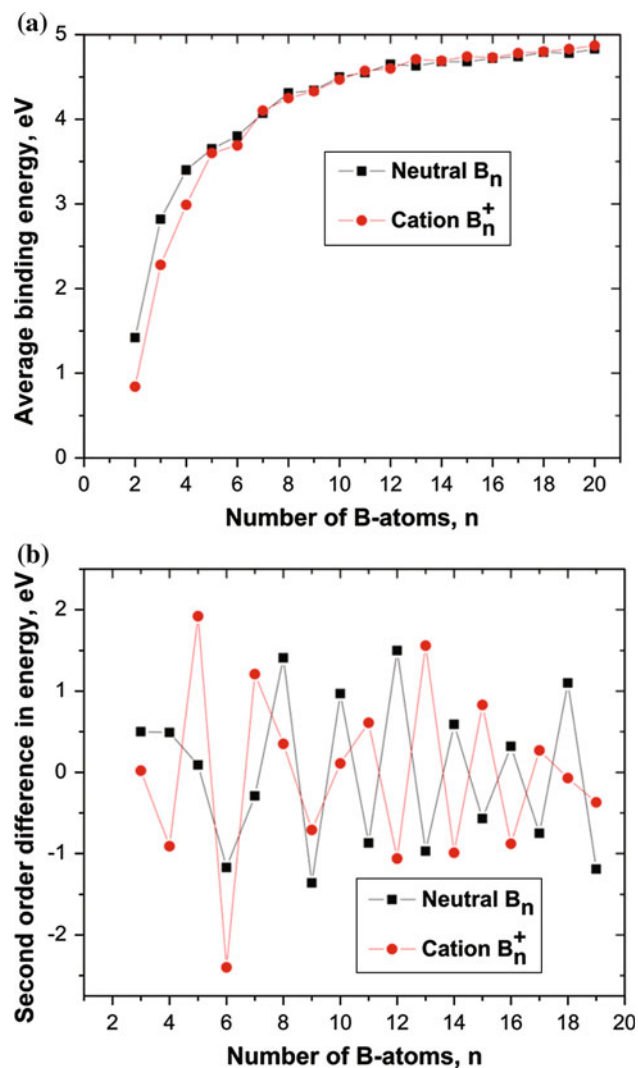 (a)
5
4
3
2
1
0
Average binding energy, eV
Neutral Bn
Cation Bn+
0 2 4 6 8 10 12 14 16 18 20
Number of B-atoms, n
(b)
2
1
0
-1
-2
Second order difference in energy, eV
Neutral Bn
Cation Bn+
2 4 6 8 10 12 14 16 18 20
Number of B-atoms, n